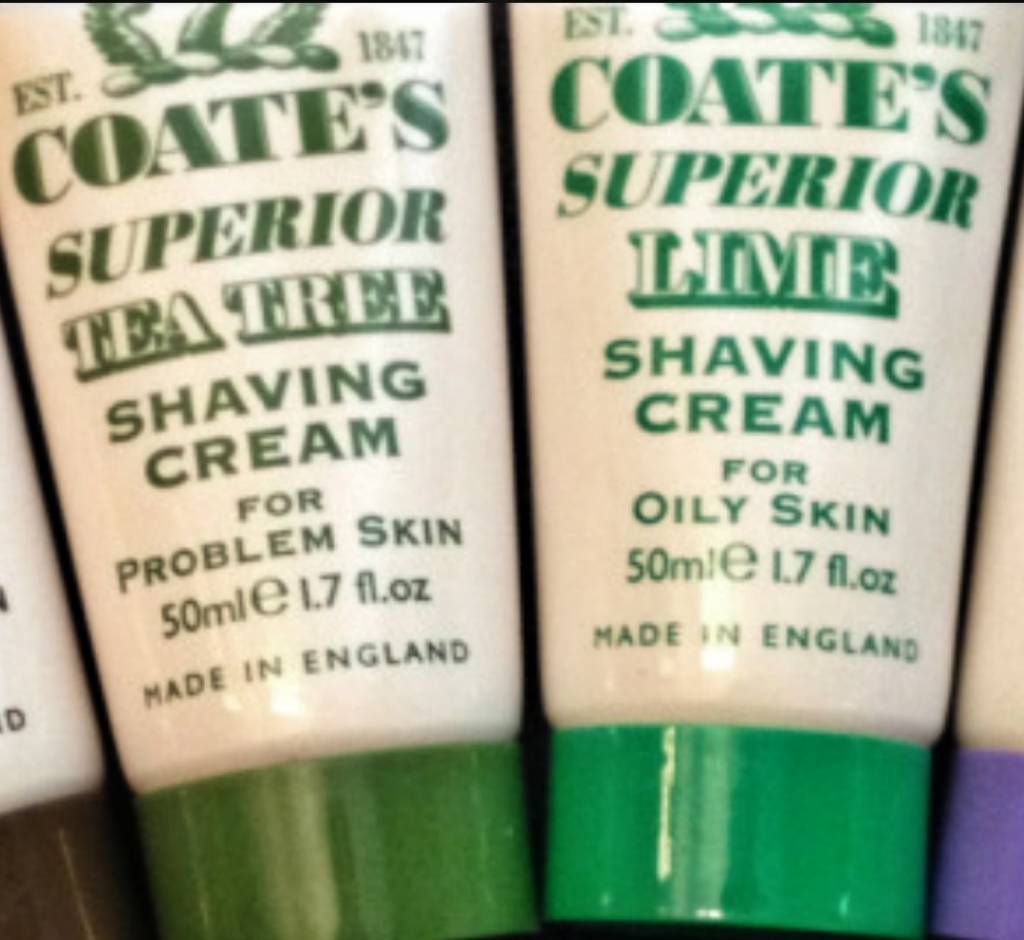 EST. 1847
COATE'S
SUPERIOR
TEA TREE
SHAVING
CREAM
FOR
PROBLEM SKIN
50ml e 1.7 fl.oz
MADE IN ENGLAND
EST. 1847
COATE'S
SUPERIOR
LIME
SHAVING
CREAM
FOR
OILY SKIN
50ml e 1.7 fl.oz
MADE IN ENGLAND